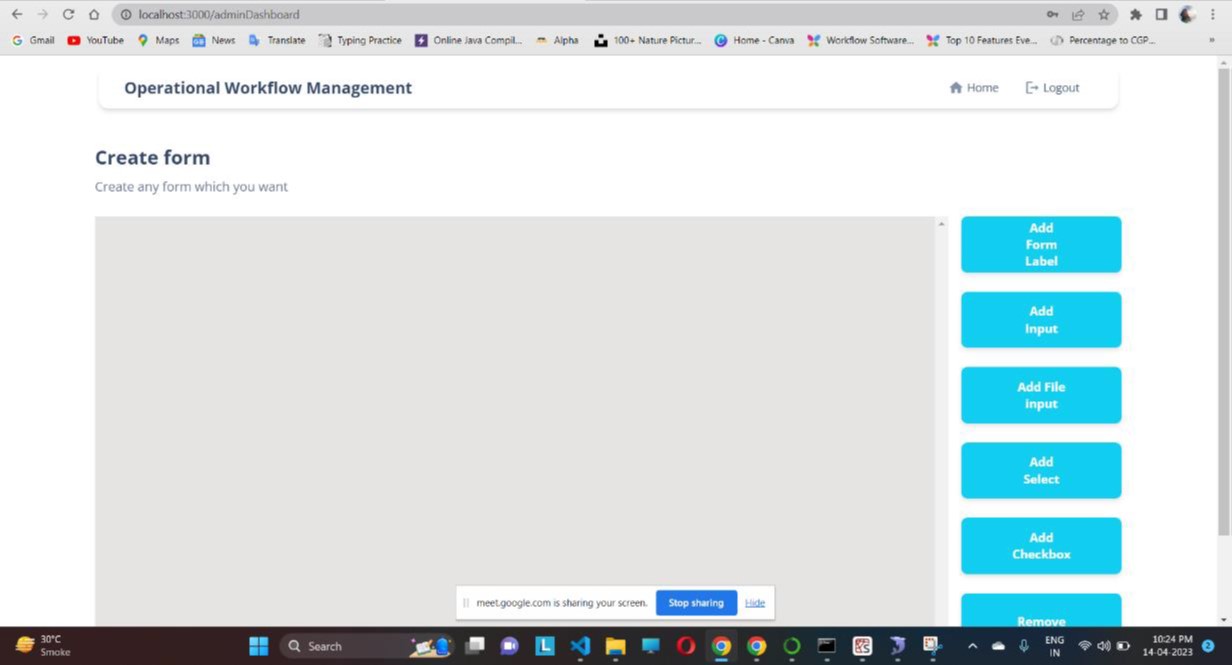 localhost:3000/adminDashboard
Gmail YouTube Maps News Translate Typing Practice Online Java Compil... Alpha 100+ Nature Pictur... Home - Canva Workflow Software... Top 10 Features Eve... Percentage to CGP... »
Operational Workflow Management Home Logout
Create form
Create any form which you want
Add
Form
Label
Add
Input
Add File
input
Add
Select
Add
Checkbox
Remove
meet.google.com is sharing your screen. Stop sharing Hide
30°C
Smoke
Search
ENG
IN
10:24 PM
14-04-2023
2